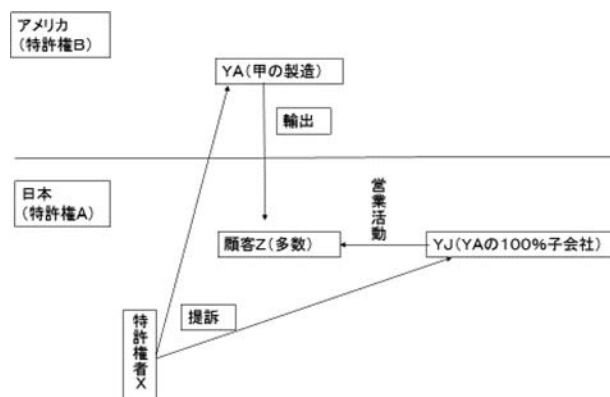 アメリカ
(特許権B)
YA(甲の製造)
輸出
日本
(特許権A)
営業活動
顧客Z(多数)
YJ(YAの100%子会社)
提訴
特許権者X